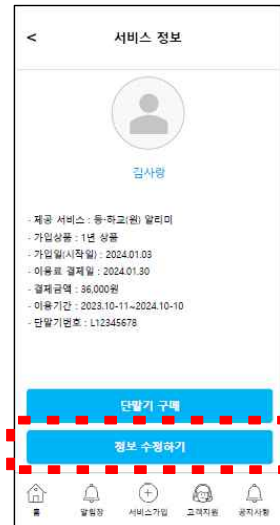 < 서비스 정보
김사랑
- 제공 서비스 : 등·하교(원) 알리미
- 가입상품 : 1년 상품
- 가입일(시작일) : 2024.01.03
- 이용료 결제일 : 2024.01.30
- 결제금액 : 36,000원
- 이용기간 : 2023.10-11~2024.10-10
- 단말기번호 : L12345678
단말기 구매
정보 수정하기
홈 알림장 서비스가입 고객지원 공지사항